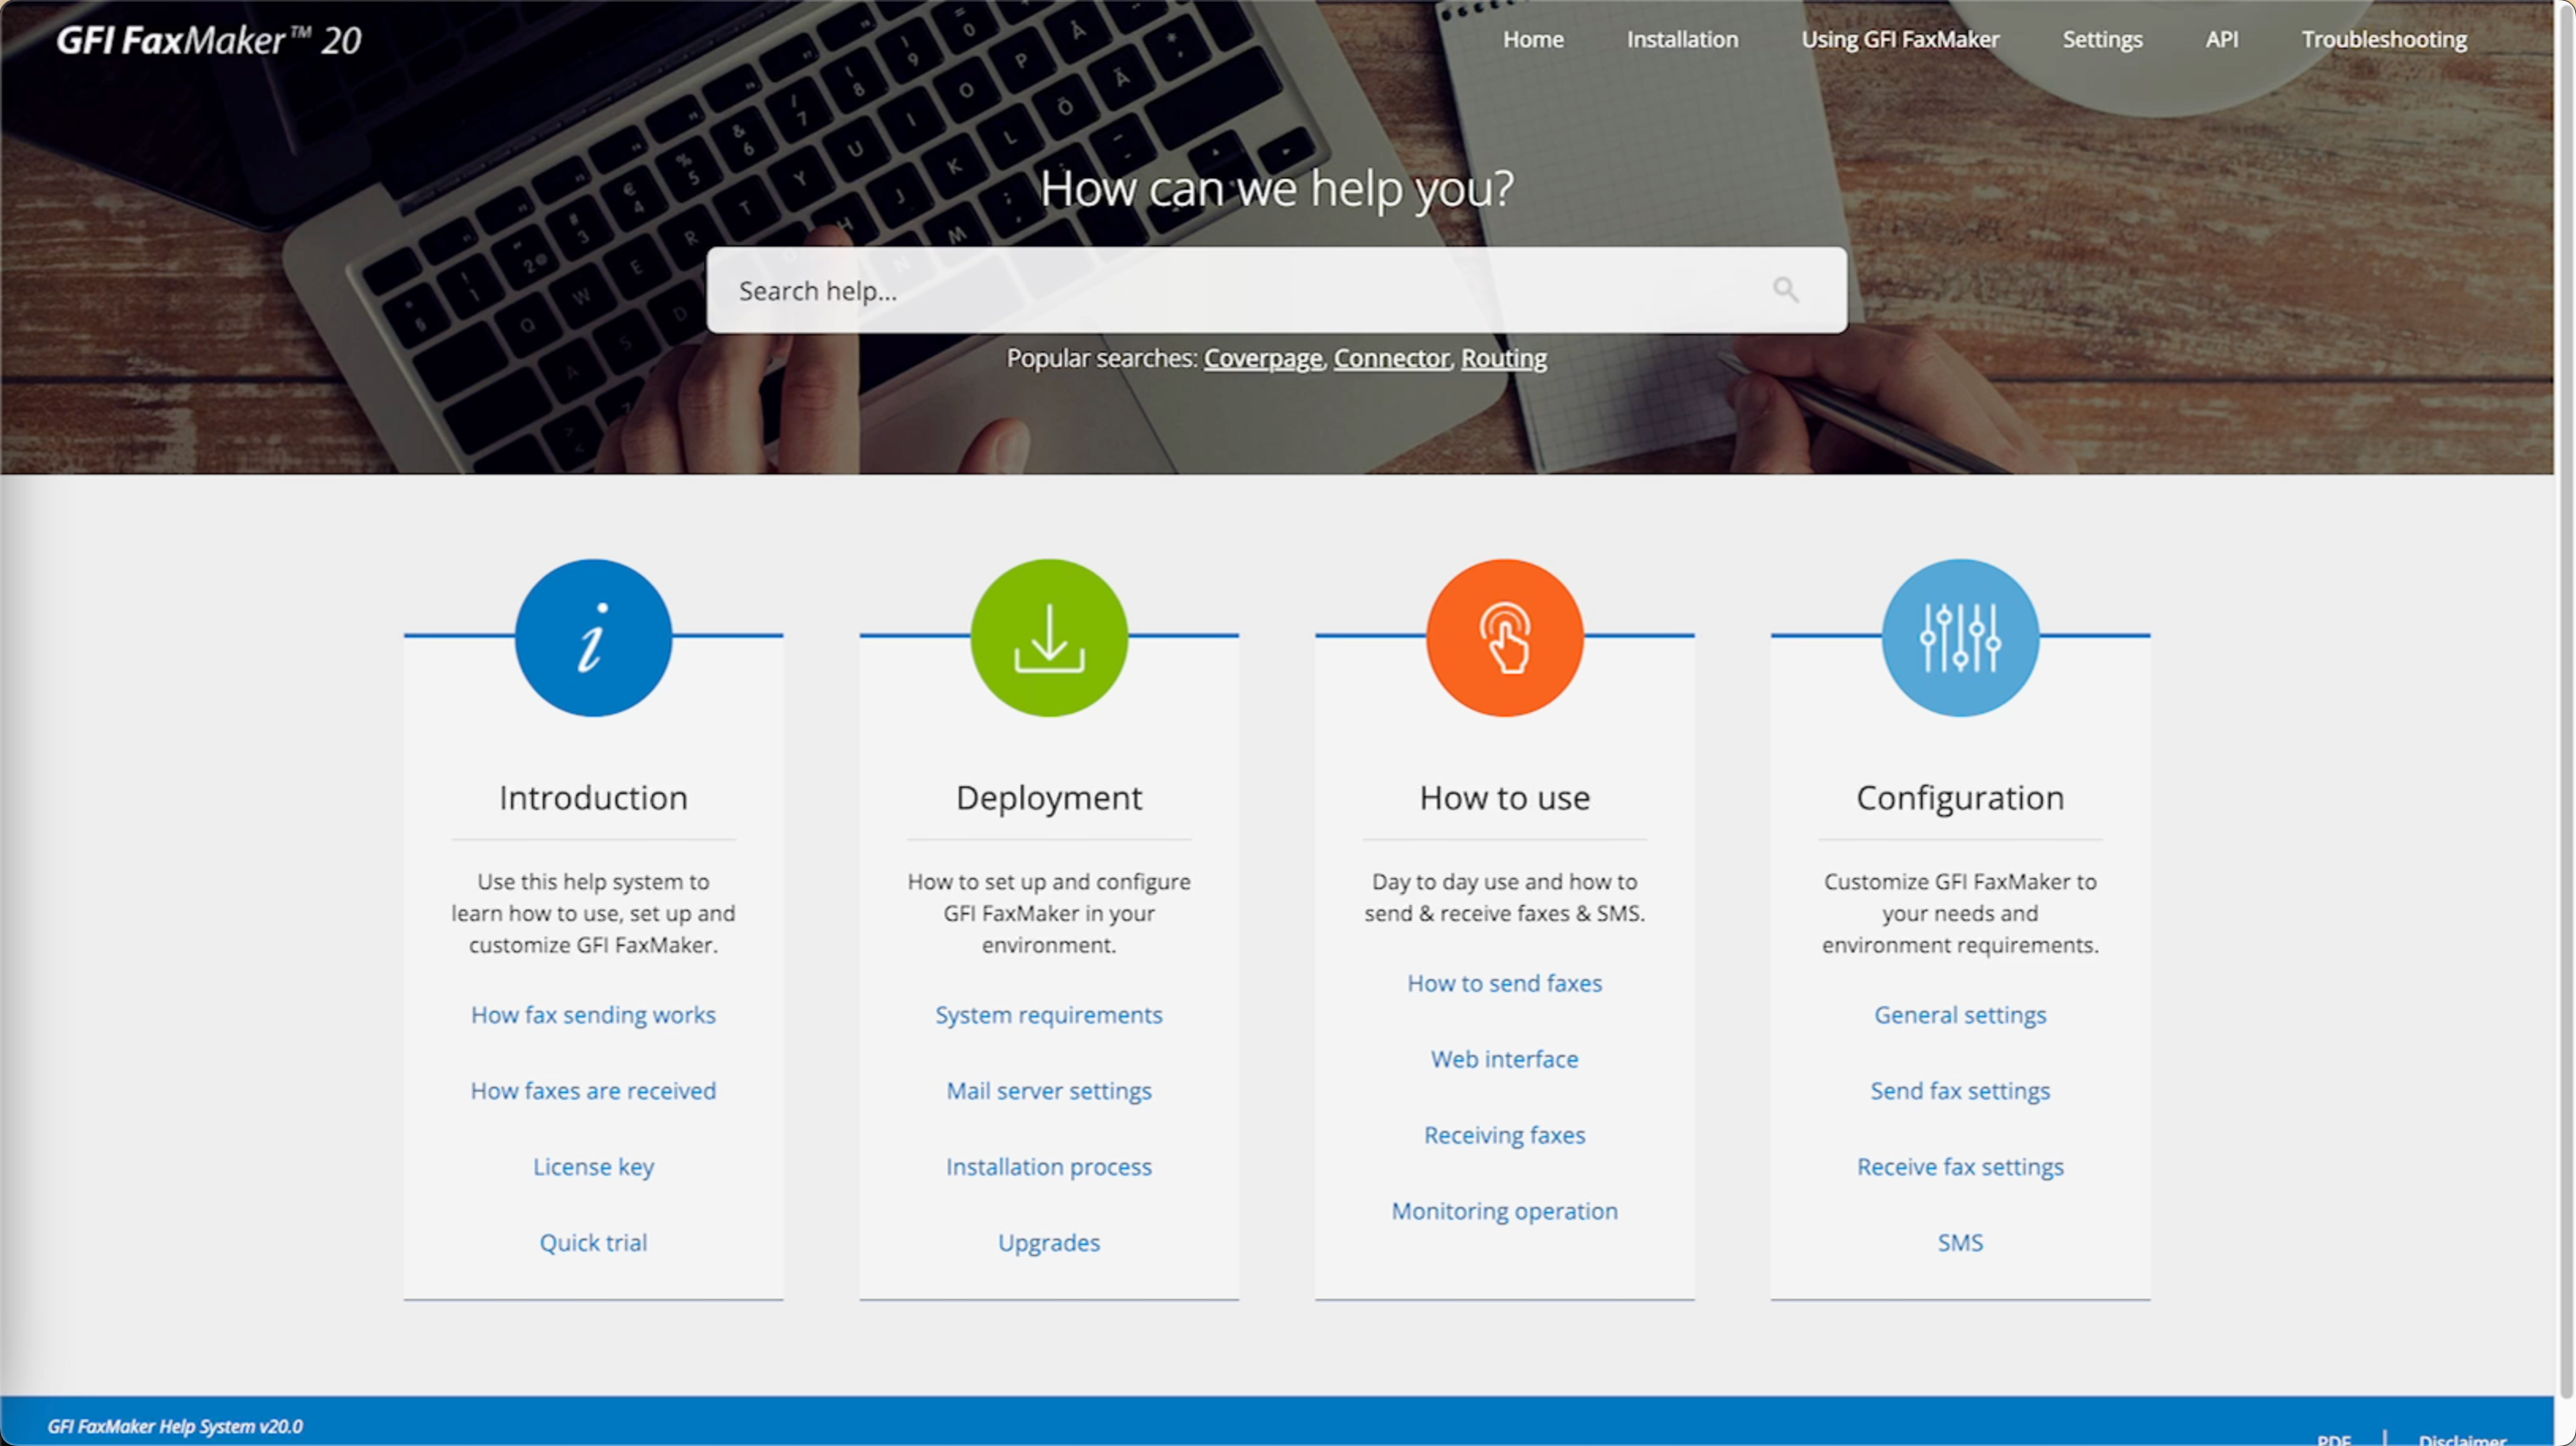 GFI FaxMaker™ 20
Home Installation Using GFI FaxMaker Settings API Troubleshooting
How can we help you?
Search help...
Popular searches: Coverpage, Connector, Routing
Introduction
Use this help system to
learn how to use, set up and
customize GFI FaxMaker.
How fax sending works
How faxes are received
License key
Quick trial
Deployment
How to set up and configure
GFI FaxMaker in your
environment.
System requirements
Mail server settings
Installation process
Upgrades
How to use
Day to day use and how to
send & receive faxes & SMS.
How to send faxes
Web interface
Receiving faxes
Monitoring operation
Configuration
Customize GFI FaxMaker to
your needs and
environment requirements.
General settings
Send fax settings
Receive fax settings
SMS
GFI FaxMaker Help System v20.0
PDF | Disclaimer